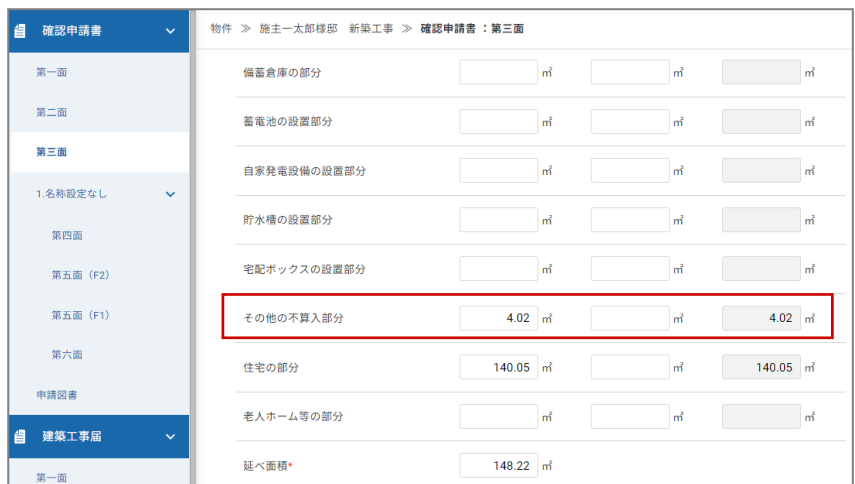 確認申請書
第一面
第二面
第三面
1.名称設定なし
第四面
第五面（F2）
第五面（F1）
第六面
申請図書
建築工事届
第一面
物件 ≫ 施主一太郎様邸　新築工事 ≫ 確認申請書 ：第三面
備蓄倉庫の部分 ㎡ ㎡ ㎡
蓄電池の設置部分 ㎡ ㎡ ㎡
自家発電設備の設置部分 ㎡ ㎡ ㎡
貯水槽の設置部分 ㎡ ㎡ ㎡
宅配ボックスの設置部分 ㎡ ㎡ ㎡
その他の不算入部分 4.02 ㎡ ㎡ 4.02 ㎡
住宅の部分 140.05 ㎡ ㎡ 140.05 ㎡
老人ホーム等の部分 ㎡ ㎡ ㎡
延べ面積* 148.22 ㎡